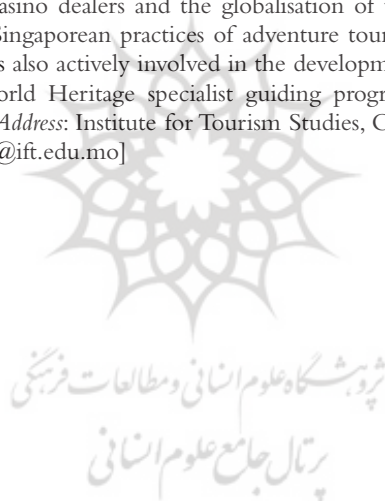 asino dealers and the globalisation of
Singaporean practices of adventure tour
s also actively involved in the developm
orld Heritage specialist guiding progr
Address: Institute for Tourism Studies, C
@ift.edu.mo]
پژوهشگاه علوم انسانی و مطالعات فرهنگی
پرتال جامع علوم انسانی